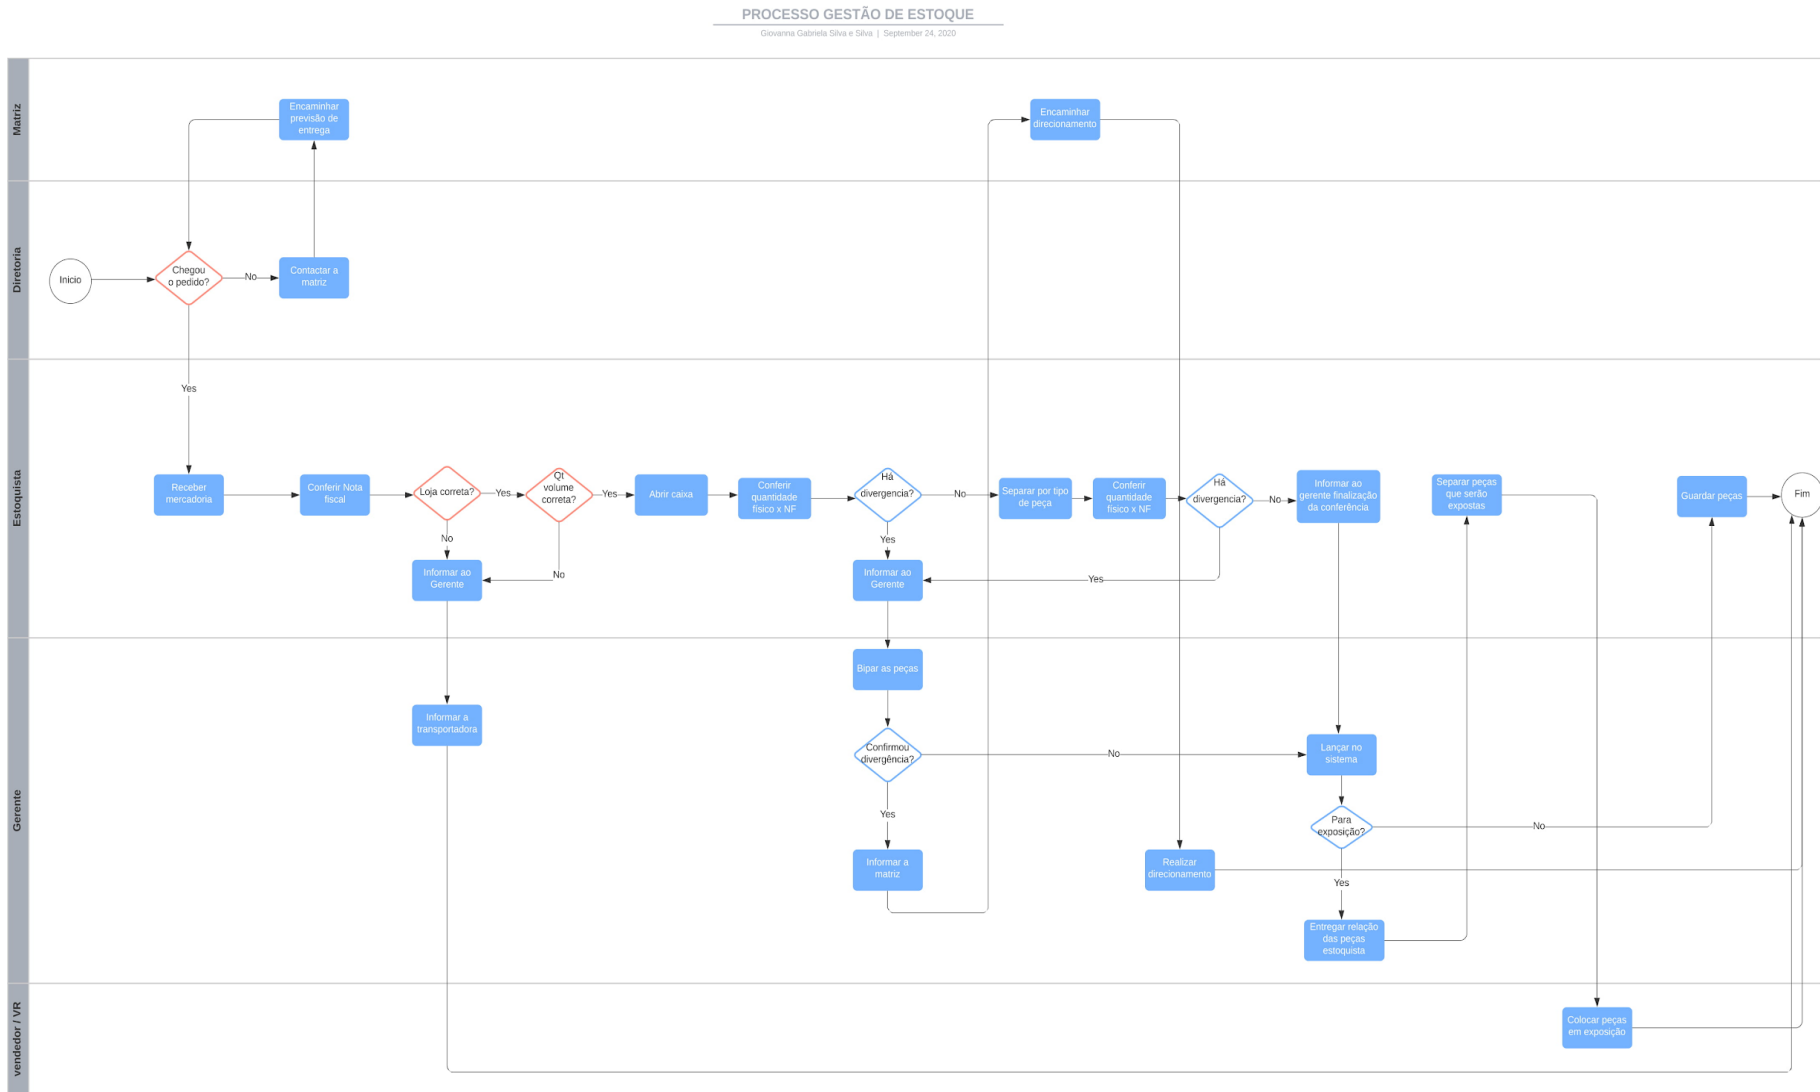 PROCESSO GESTÃO DE ESTOQUE
Giovanna Gabriela Silva e Silva | September 24, 2020
Matriz
Encaminhar
previsão de
entrega
Encaminhar
direcionamento
Diretoria
Inicio
Chegou
o pedido?
No
Contactar a
matriz
Yes
Estoquista
Receber
mercadoria
Conferir Nota
fiscal
Loja correta?
Yes
Qt
volume
correta?
Yes
Abrir caixa
Conferir
quantidade
físico x NF
Há
divergencia?
No
Separar por tipo
de peça
Conferir
quantidade
físico x NF
Há
divergencia?
No
Informar ao
gerente finalização
da conferência
Separar peças
que serão
expostas
Guardar peças
Fim
No
No
Yes
Yes
Informar ao
Gerente
Informar ao
Gerente
Gerente
Bipar as peças
Informar a
transportadora
Confirmou
divergência?
No
Lançar no
sistema
Yes
Para
exposição?
No
Informar a
matriz
Realizar
direcionamento
Yes
Entregar relação
das peças
estoquista
vendedor / VR
Colocar peças
em exposição